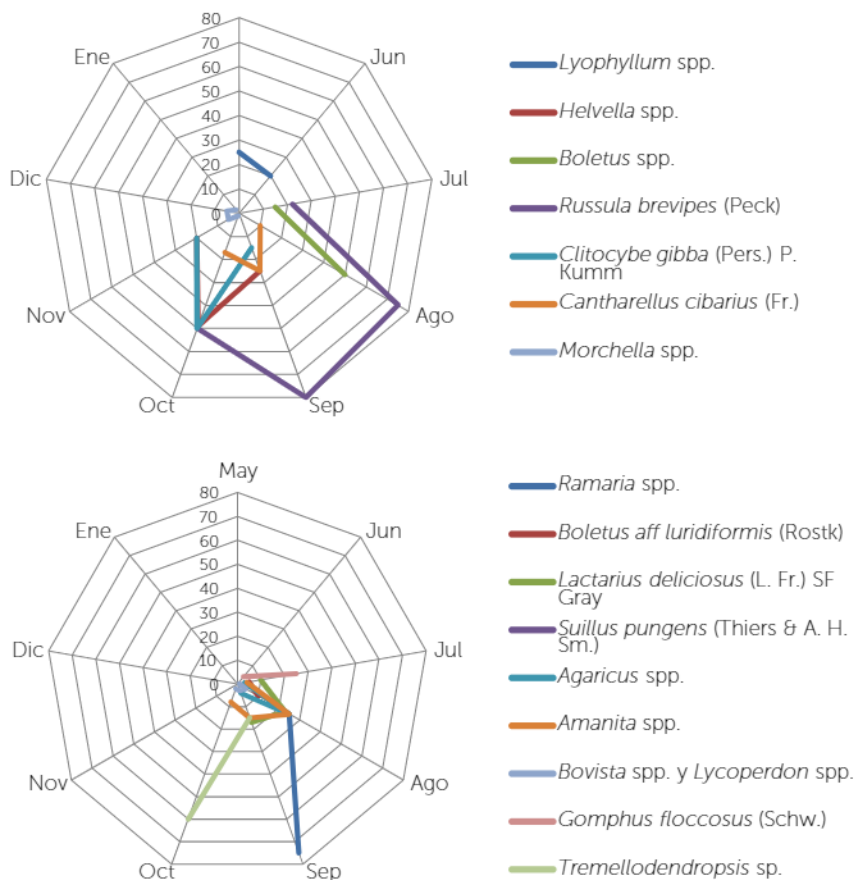 80
70
60
50
40
30
20
10
0
Jun
Jul
Ago
Sep
Oct
Nov
Dic
Ene
Lyophyllum spp.
Helvella spp.
Boletus spp.
Russula brevipes (Peck)
Clitocybe gibba (Pers.) P.
Kumm
Cantharellus cibarius (Fr.)
Morchella spp.
May
80
70
60
50
40
30
20
10
0
Jun
Jul
Ago
Sep
Oct
Nov
Dic
Ene
Ramaria spp.
Boletus aff luridiformis (Rostk)
Lactarius deliciosus (L. Fr.) SF
Gray
Suillus pungens (Thiers & A. H.
Sm.)
Agaricus spp.
Amanita spp.
Bovista spp. y Lycoperdon spp.
Gomphus floccosus (Schw.)
Tremellodendropsis sp.